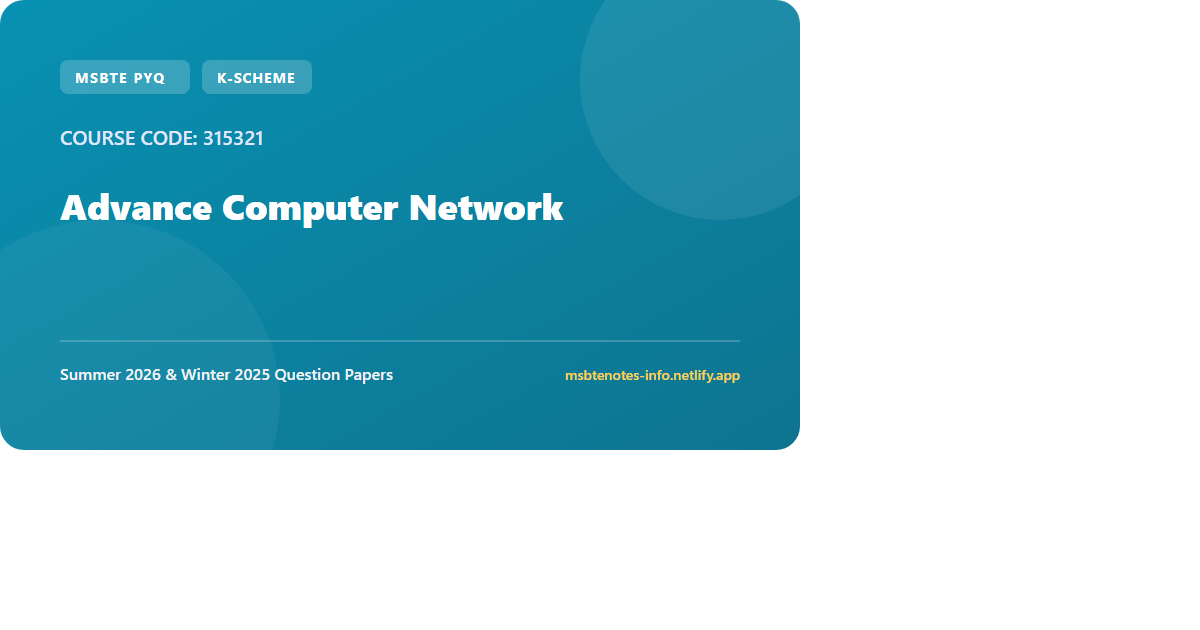 MSBTE PYQ K-SCHEME
COURSE CODE: 315321
Advance Computer Network
Summer 2026 & Winter 2025 Question Papers msbtenotes-info.netlify.app